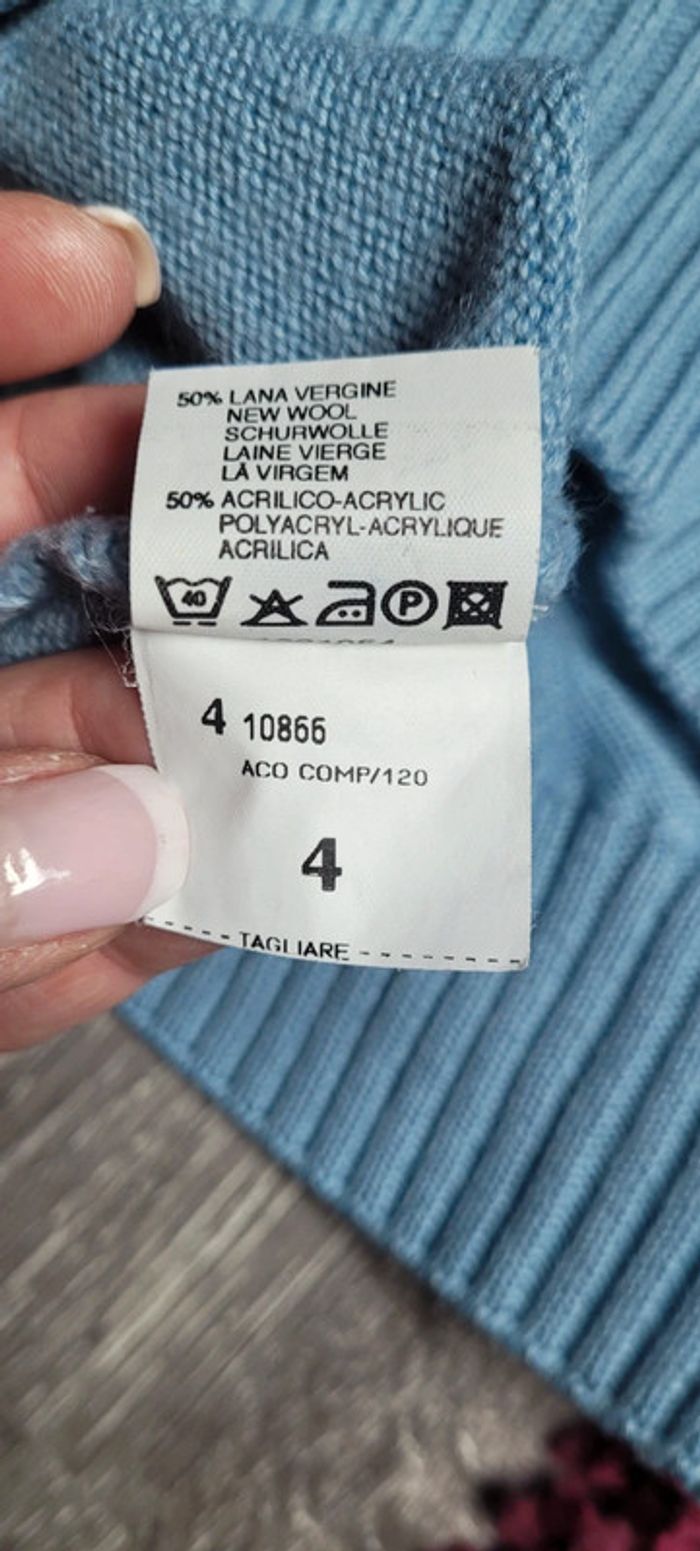 50% LANA VERGINE
NEW WOOL
SCHURWOLLE
LAINE VIERGE
LÃ VIRGEM
50% ACRILICO-ACRYLIC
POLYACRYL-ACRYLIQUE
ACRILICA
40 P
4 10866
ACO COMP/120
4
TAGLIARE